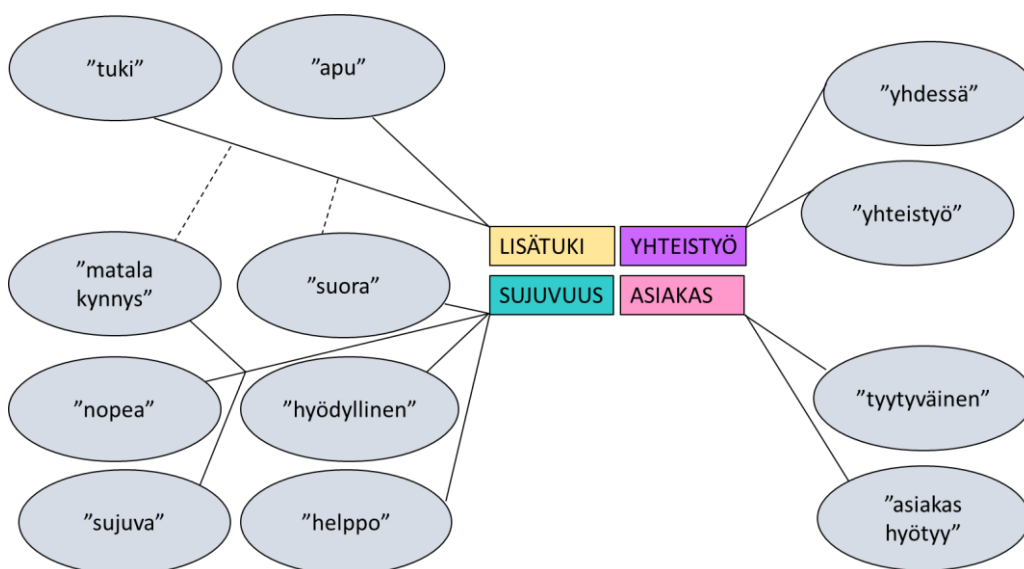 ”tuki”
”apu”
”yhdessä”
”yhteistyö”
LISÄTUKI
YHTEISTYÖ
”matala
kynnys”
”suora”
SUJUVUUS
ASIAKAS
”nopea”
”hyödyllinen”
”tyytyväinen”
”sujuva”
”helppo”
”asiakas
hyötyy”